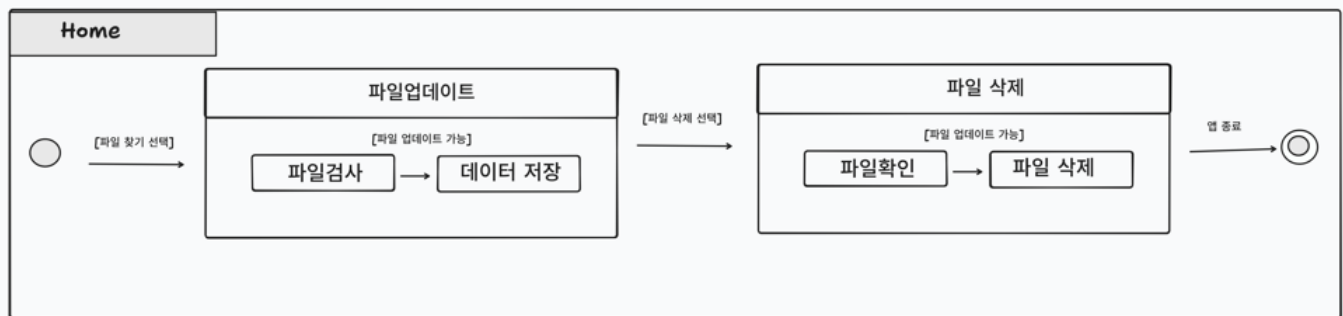 Home
[파일 찾기 선택]
파일업데이트
[파일 업데이트 가능]
파일검사
데이터 저장
[파일 삭제 선택]
파일 삭제
[파일 업데이트 가능]
파일확인
파일 삭제
앱 종료